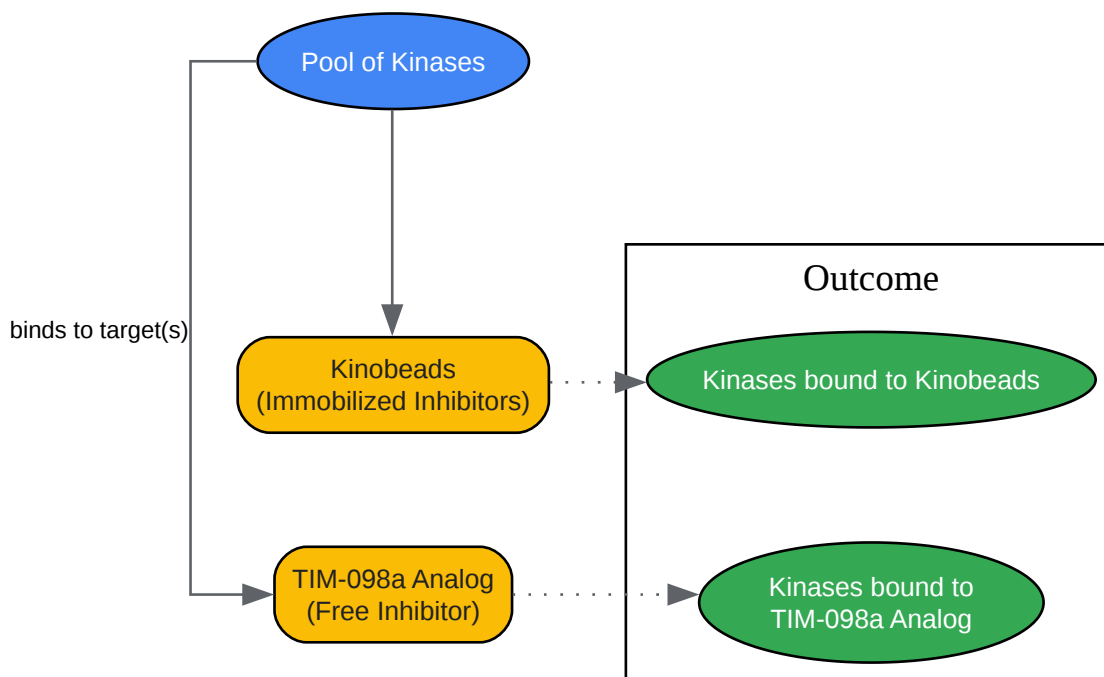 Pool of Kinases
Outcome
binds to target(s)
Kinobeads
(Immobilized Inhibitors)
Kinases bound to Kinobeads
TIM-098a Analog
(Free Inhibitor)
Kinases bound to
TIM-098a Analog